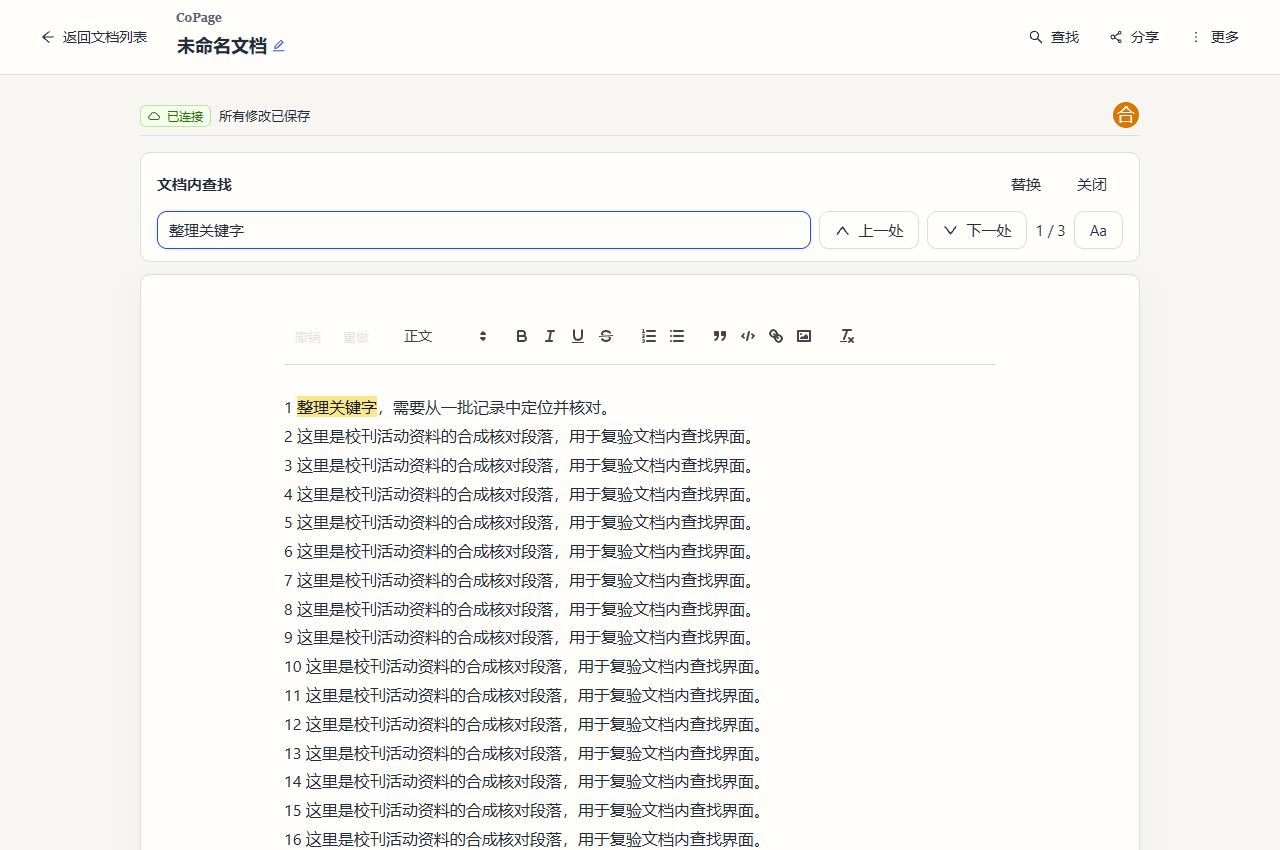 返回文档列表
CoPage
未命名文档
查找
分享
更多
已连接
所有修改已保存
合
文档内查找
替换
关闭
整理关键字
上一处
下一处
1 / 3
Aa
撤销
重做
正文
1 整理关键字，需要从一批记录中定位并核对。
2 这里是校刊活动资料的合成核对段落，用于复验文档内查找界面。
3 这里是校刊活动资料的合成核对段落，用于复验文档内查找界面。
4 这里是校刊活动资料的合成核对段落，用于复验文档内查找界面。
5 这里是校刊活动资料的合成核对段落，用于复验文档内查找界面。
6 这里是校刊活动资料的合成核对段落，用于复验文档内查找界面。
7 这里是校刊活动资料的合成核对段落，用于复验文档内查找界面。
8 这里是校刊活动资料的合成核对段落，用于复验文档内查找界面。
9 这里是校刊活动资料的合成核对段落，用于复验文档内查找界面。
10 这里是校刊活动资料的合成核对段落，用于复验文档内查找界面。
11 这里是校刊活动资料的合成核对段落，用于复验文档内查找界面。
12 这里是校刊活动资料的合成核对段落，用于复验文档内查找界面。
13 这里是校刊活动资料的合成核对段落，用于复验文档内查找界面。
14 这里是校刊活动资料的合成核对段落，用于复验文档内查找界面。
15 这里是校刊活动资料的合成核对段落，用于复验文档内查找界面。
16 这里是校刊活动资料的合成核对段落，用于复验文档内查找界面。